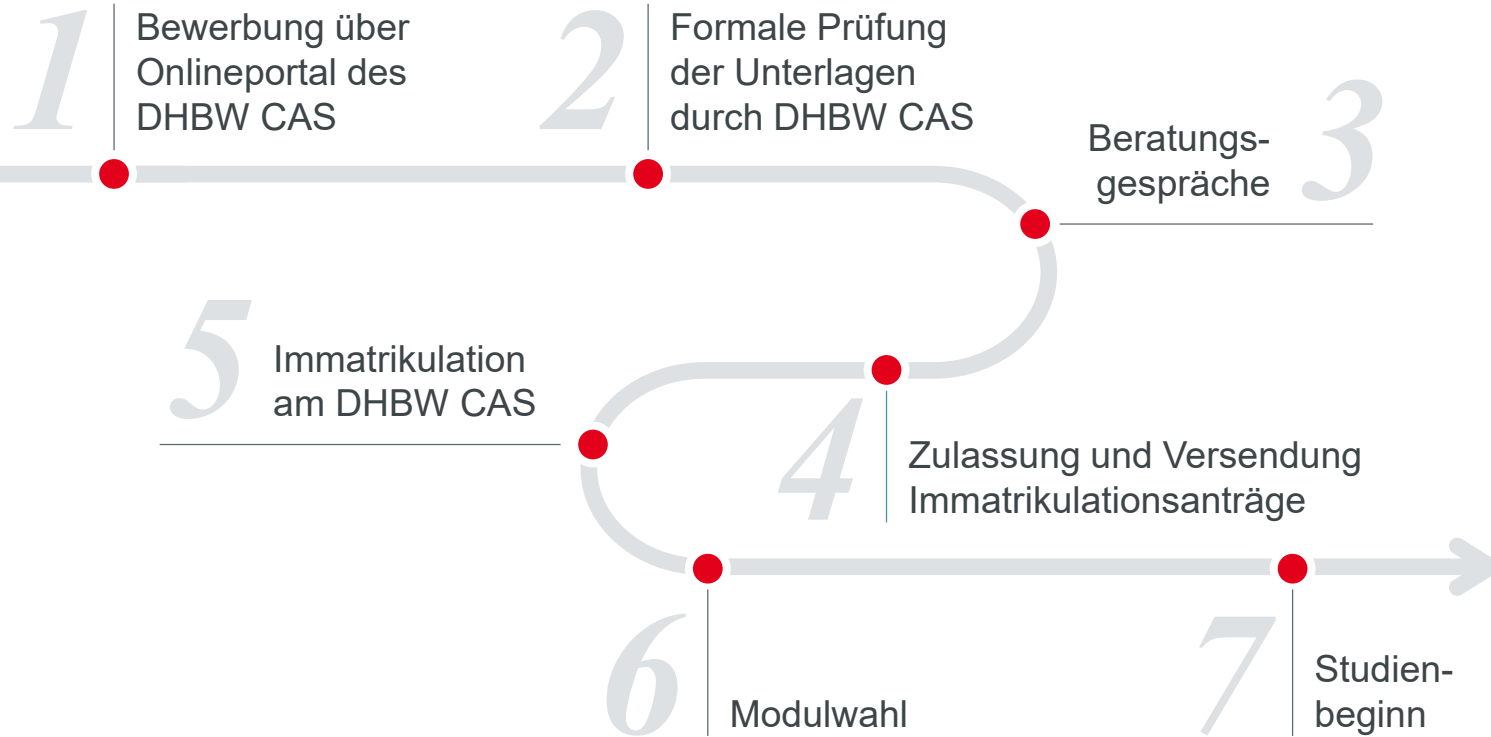 1
Bewerbung über
Onlineportal des
DHBW CAS
2
Formale Prüfung
der Unterlagen
durch DHBW CAS
3
Beratungs-
gespräche
4
Zulassung und Versendung
Immatrikulationsanträge
5
Immatrikulation
am DHBW CAS
6
Modulwahl
7
Studien-
beginn